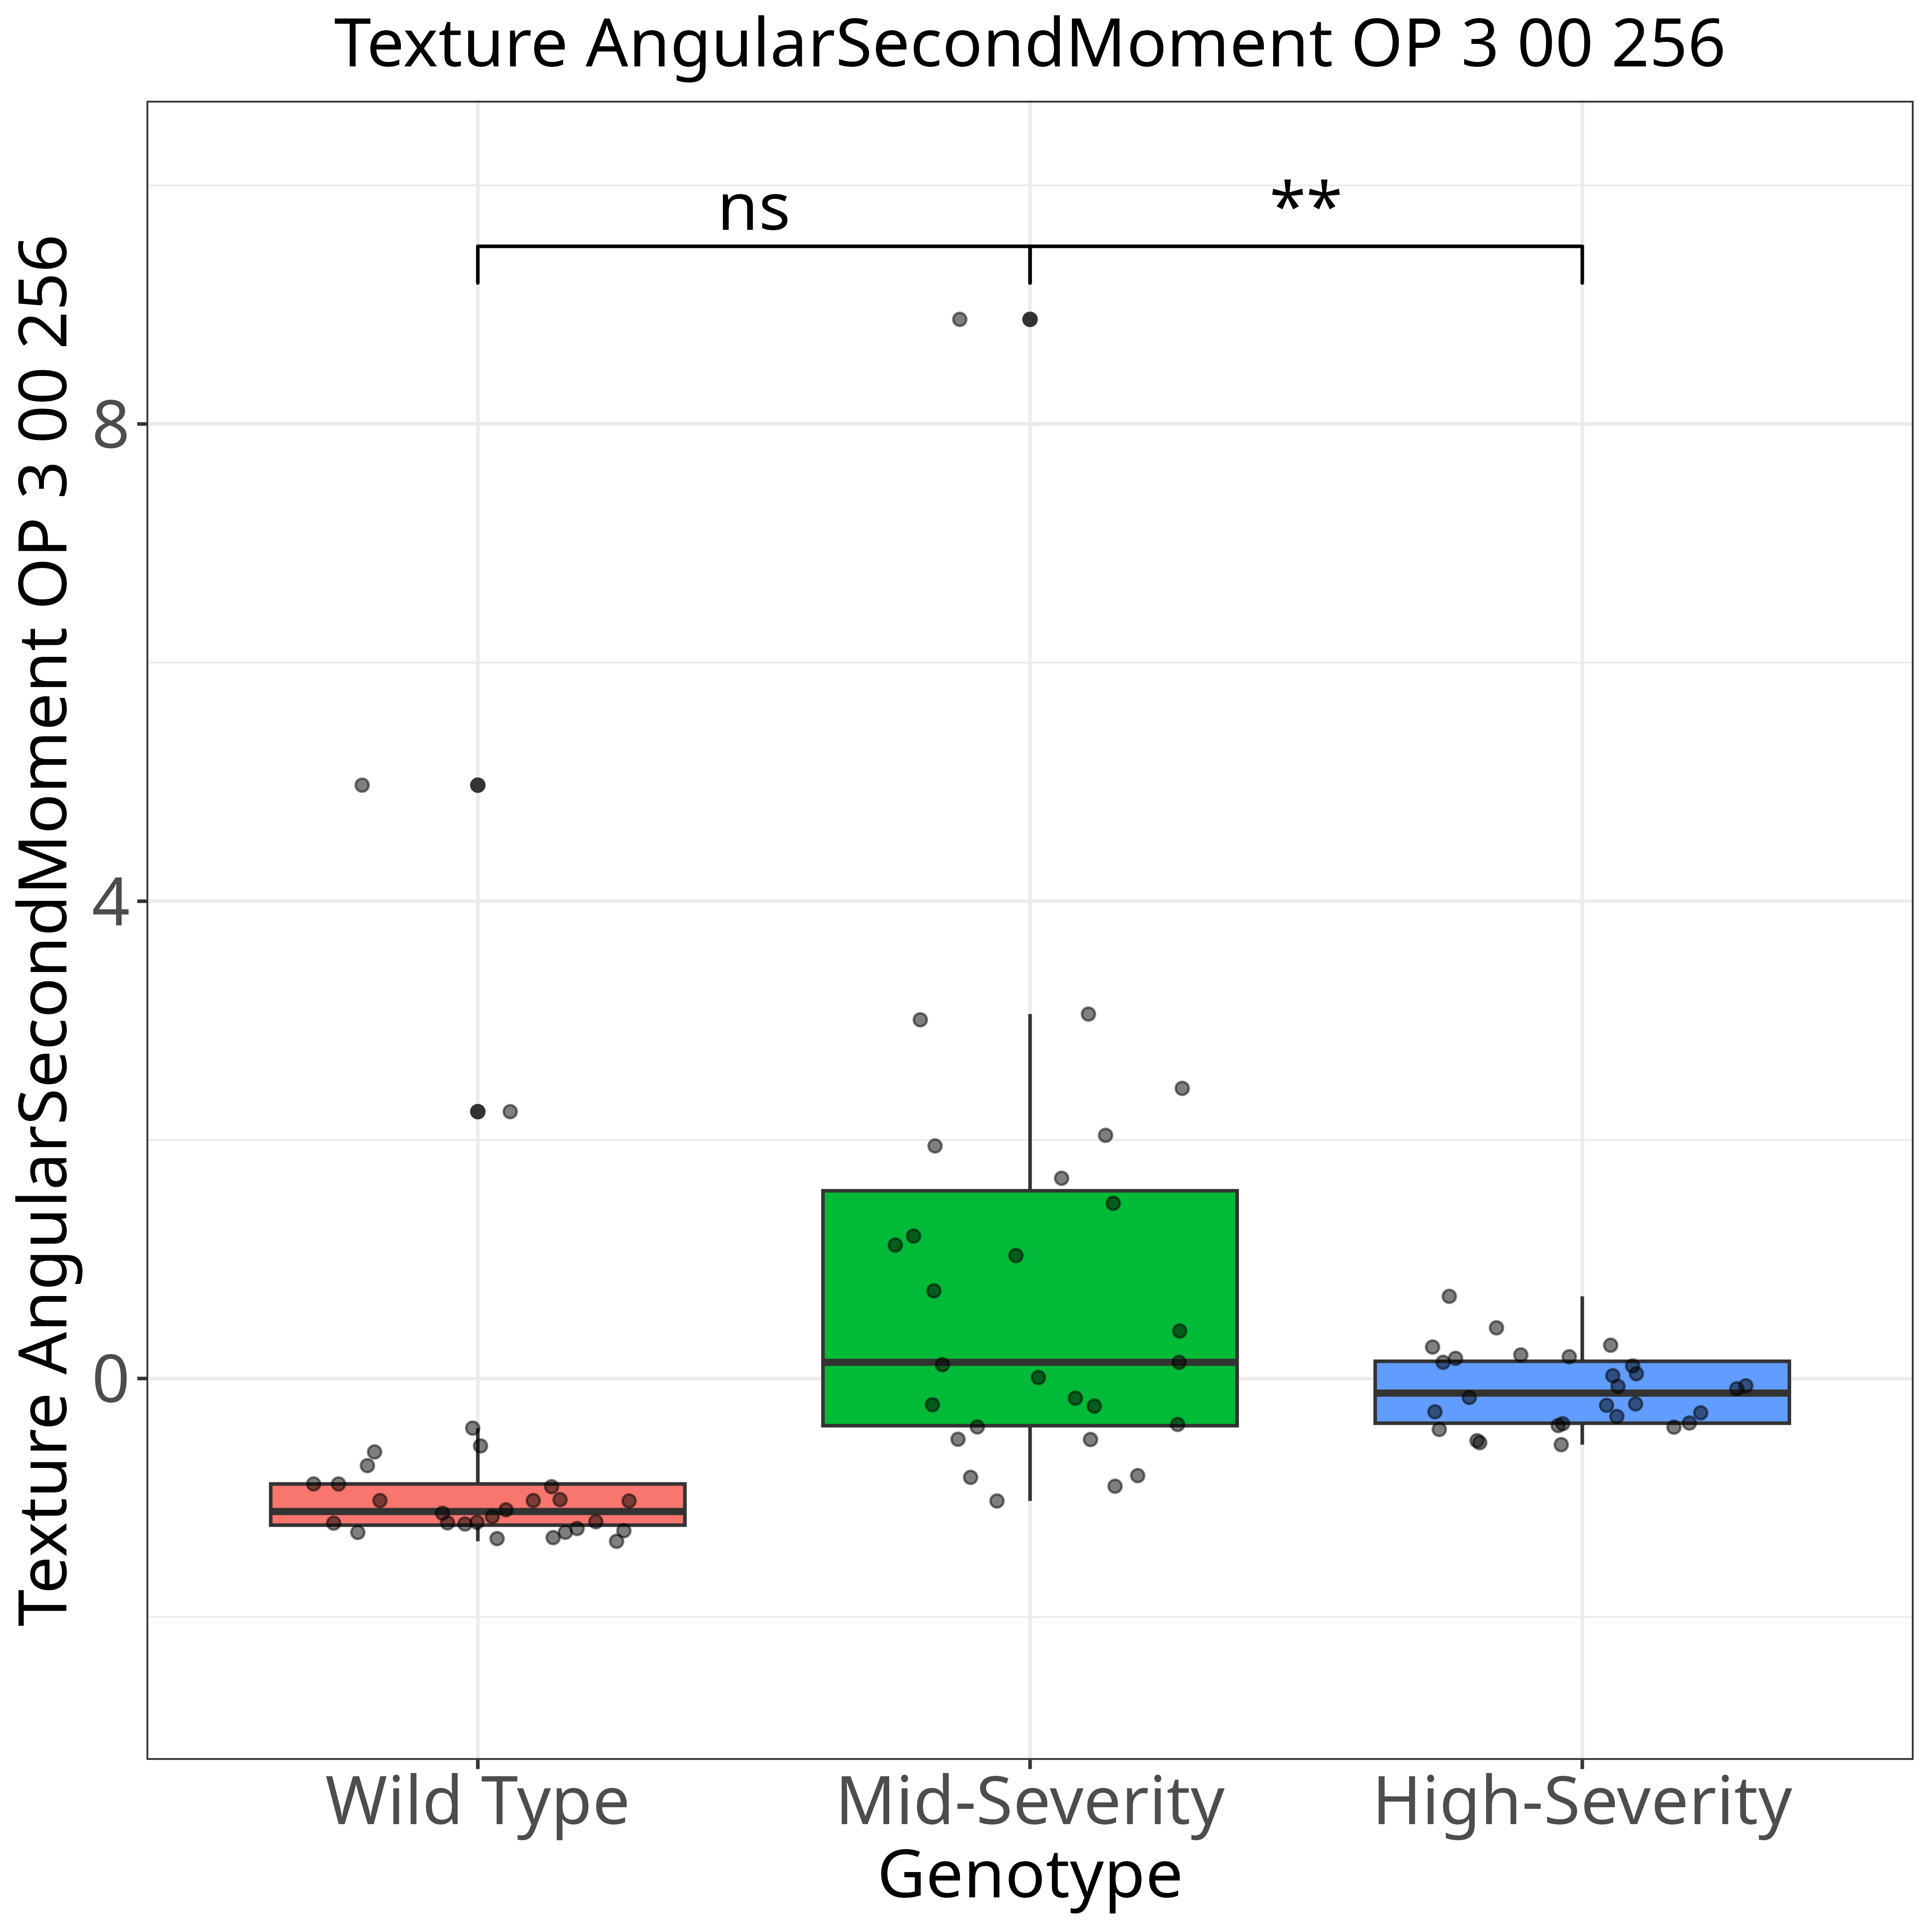 Texture AngularSecondMoment OP 3 00 256
Texture AngularSecondMoment OP 3 00 256
ns
**
8
4
0
Wild Type
Mid-Severity
High-Severity
Genotype